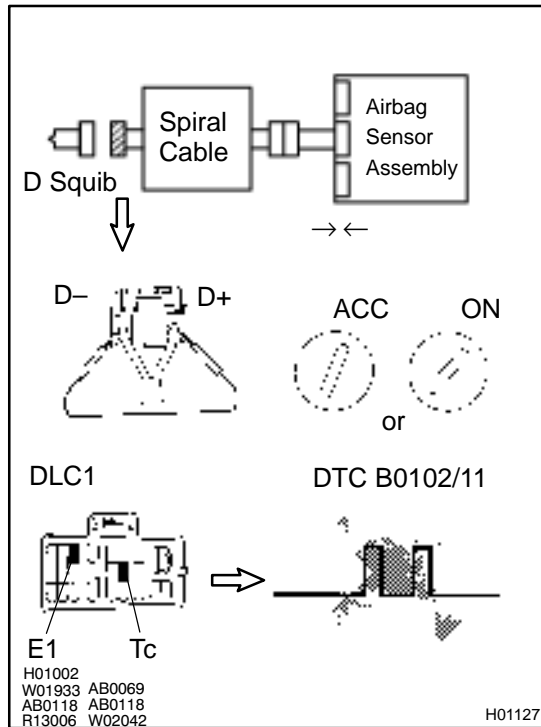 Spiral
Cable
Airbag
Sensor
Assembly
D Squib
D– D+
ACC ON
or
DLC1 DTC B0102/11
E1 Tc
H01002
W01933 AB0069
AB0118 AB0118
R13006 W02042
H01127